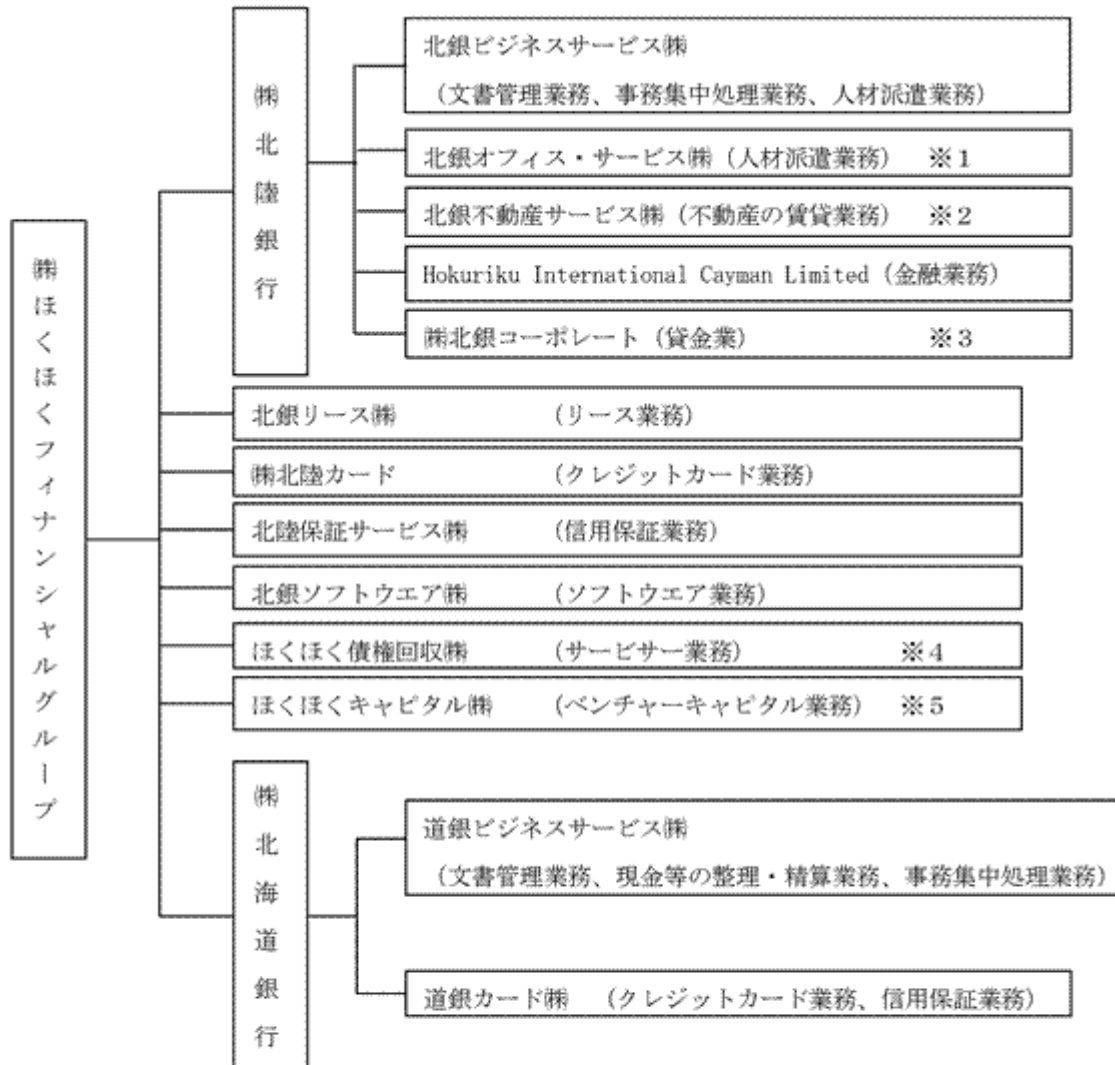 ㈱ほくほくフィナンシャルグループ
㈱北陸銀行
北銀ビジネスサービス㈱
（文書管理業務、事務集中処理業務、人材派遣業務）
北銀オフィス・サービス㈱（人材派遣業務） ※１
北銀不動産サービス㈱（不動産の賃貸業務） ※２
Hokuriku International Cayman Limited（金融業務）
㈱北銀コーポレート（貸金業） ※３
北銀リース㈱ （リース業務）
㈱北陸カード （クレジットカード業務）
北陸保証サービス㈱ （信用保証業務）
北銀ソフトウエア㈱ （ソフトウエア業務）
ほくほく債権回収㈱ （サービサー業務） ※４
ほくほくキャピタル㈱ （ベンチャーキャピタル業務） ※５
㈱北海道銀行
道銀ビジネスサービス㈱
（文書管理業務、現金等の整理・精算業務、事務集中処理業務）
道銀カード㈱ （クレジットカード業務、信用保証業務）